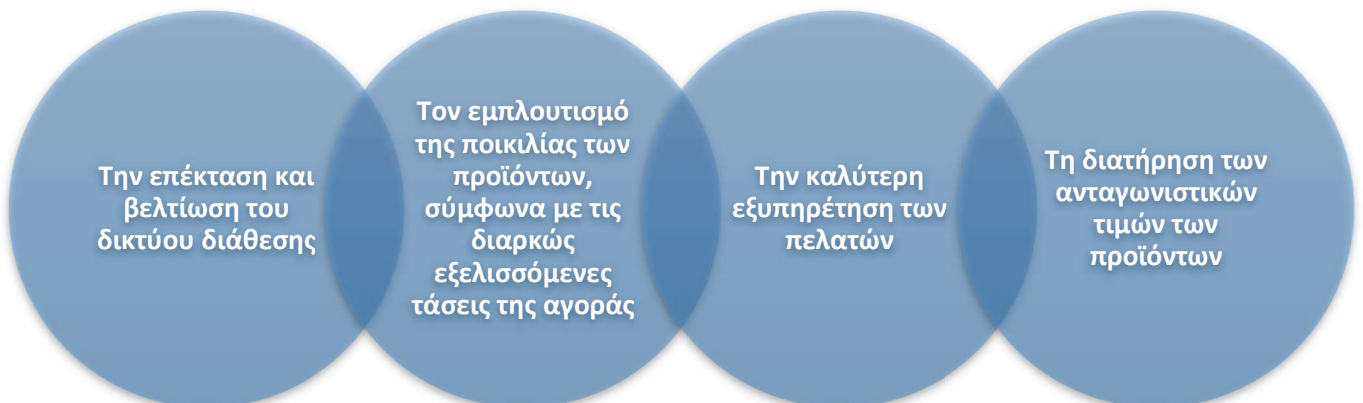 Την επέκταση και
βελτίωση του
δικτύου διάθεσης
Τον εμπλουτισμό
της ποικιλίας των
προϊόντων,
σύμφωνα με τις
διαρκώς
εξελισσόμενες
τάσεις της αγοράς
Την καλύτερη
εξυπηρέτηση των
πελατών
Τη διατήρηση των
ανταγωνιστικών
τιμών των
προϊόντων